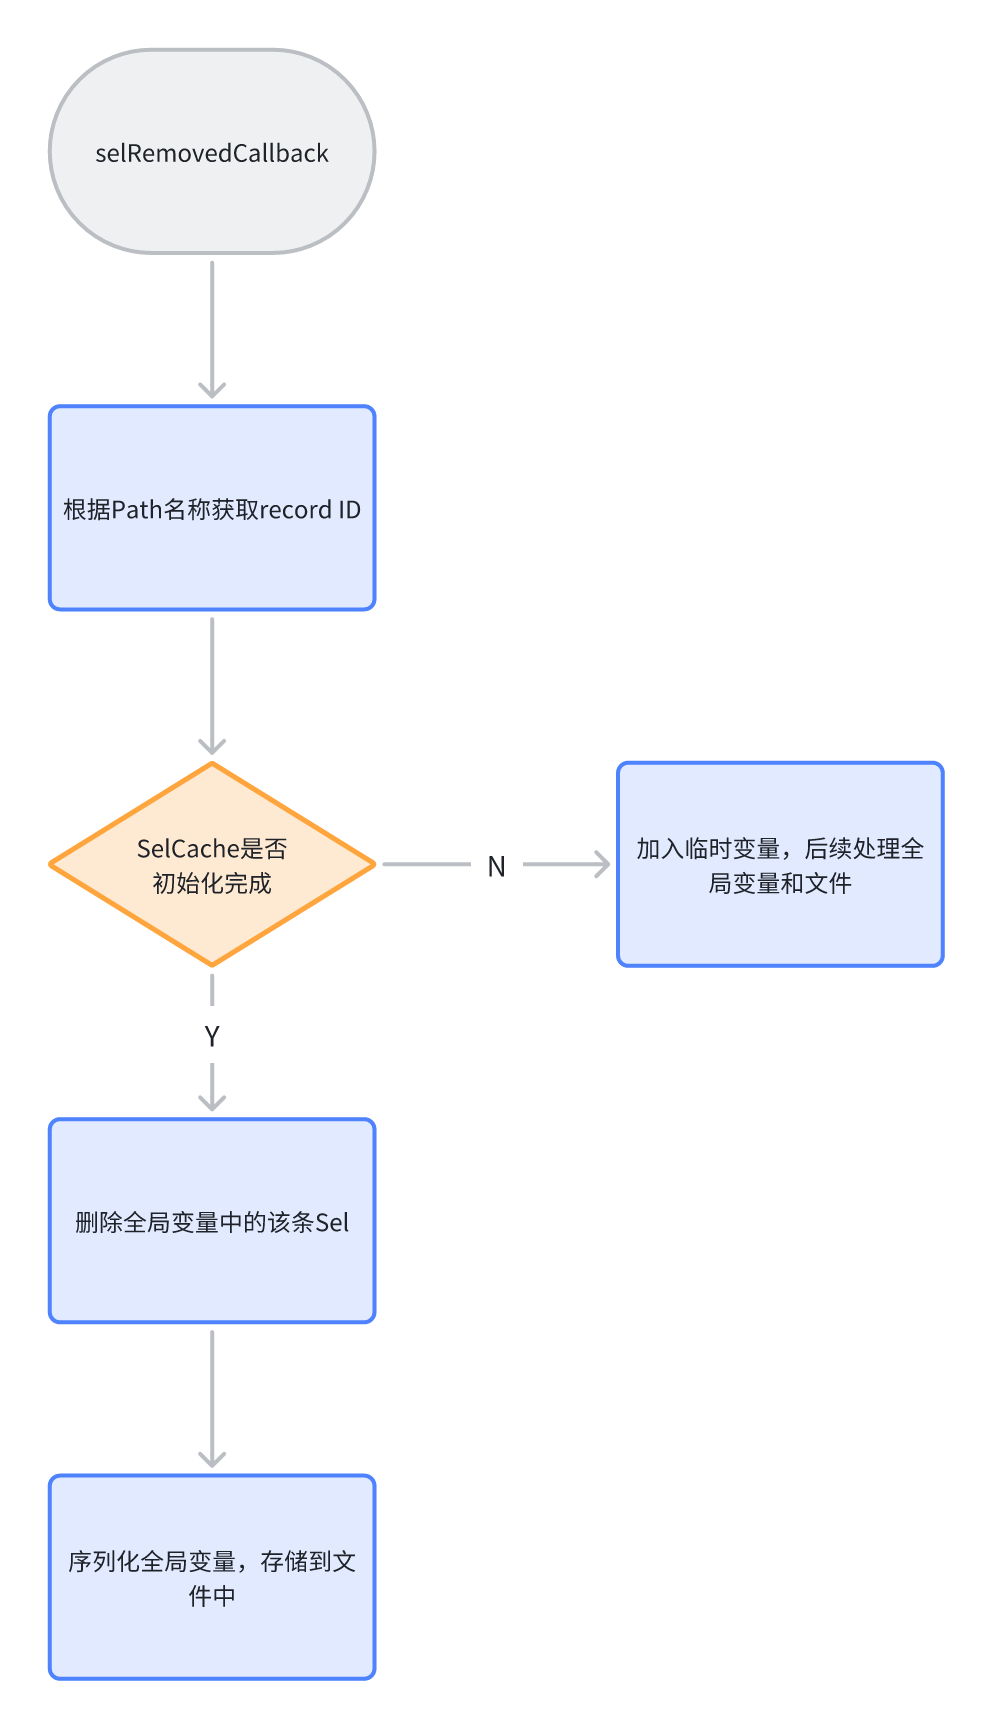 selRemovedCallback
根据Path名称获取record ID
SelCache是否
初始化完成
N
加入临时变量，后续处理全
局变量和文件
Y
删除全局变量中的该条Sel
序列化全局变量，存储到文
件中